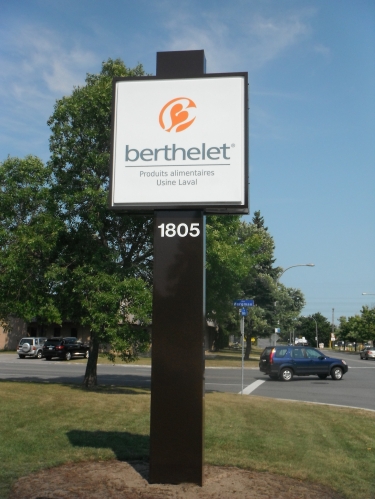 berthelet®
Produits alimentaires
Usine Laval
1805